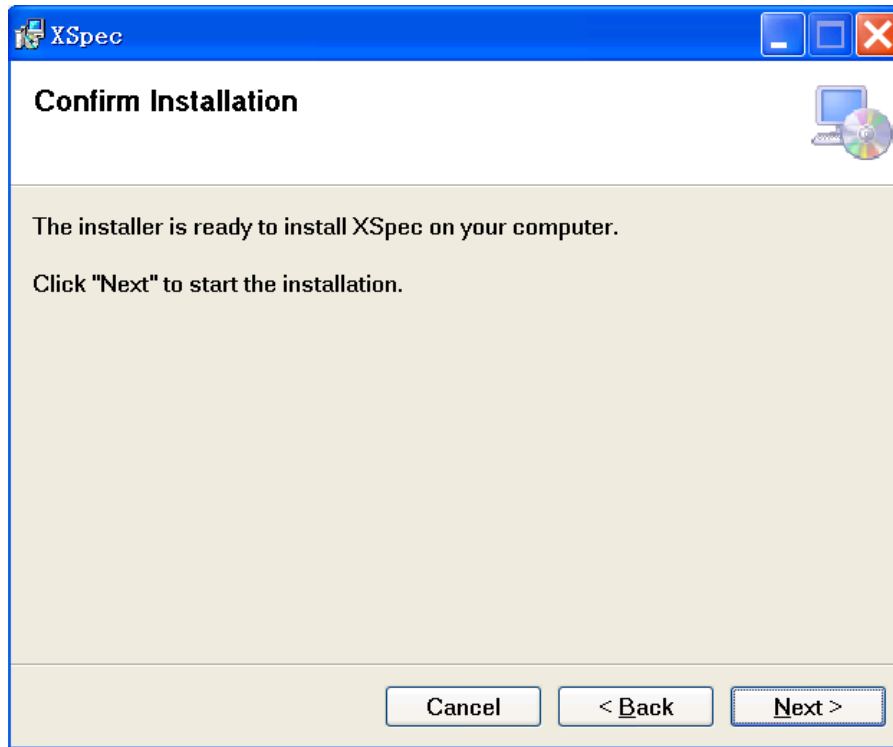 XSpec
Confirm Installation
The installer is ready to install XSpec on your computer.
Click "Next" to start the installation.
Cancel
< Back
Next >